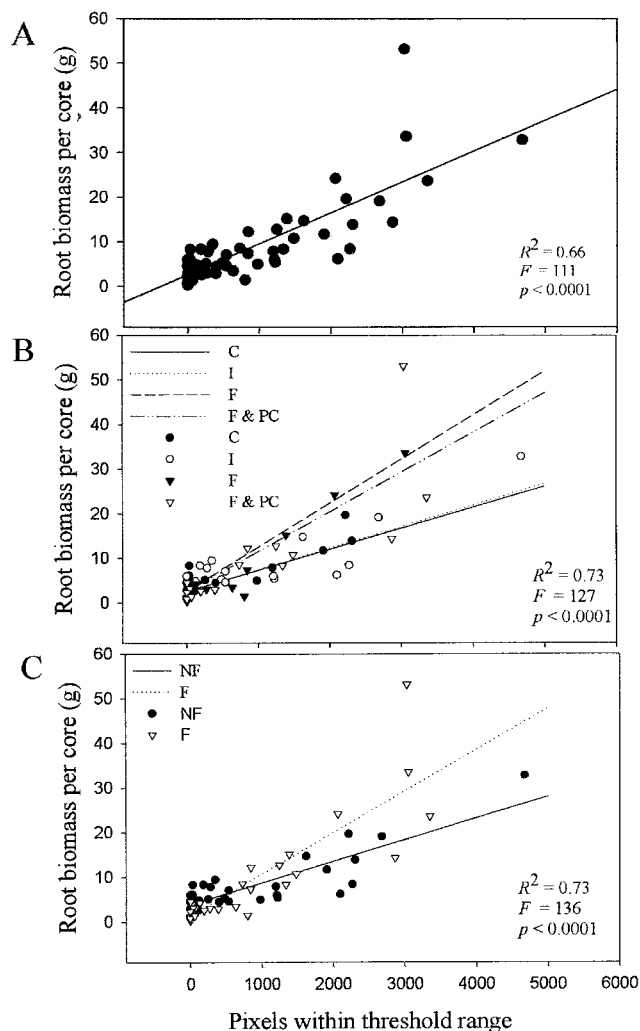 A
Root biomass per core (g)
60
50
40
30
20
10
0
R² = 0.66
F = 111
p < 0.0001
B
Root biomass per core (g)
60
50
40
30
20
10
0
C
I
F
F & PC
C
I
F
F & PC
R² = 0.73
F = 127
p < 0.0001
C
Root biomass per core (g)
60
50
40
30
20
10
0
NF
F
NF
F
R² = 0.73
F = 136
p < 0.0001
0 1000 2000 3000 4000 5000 6000
Pixels within threshold range